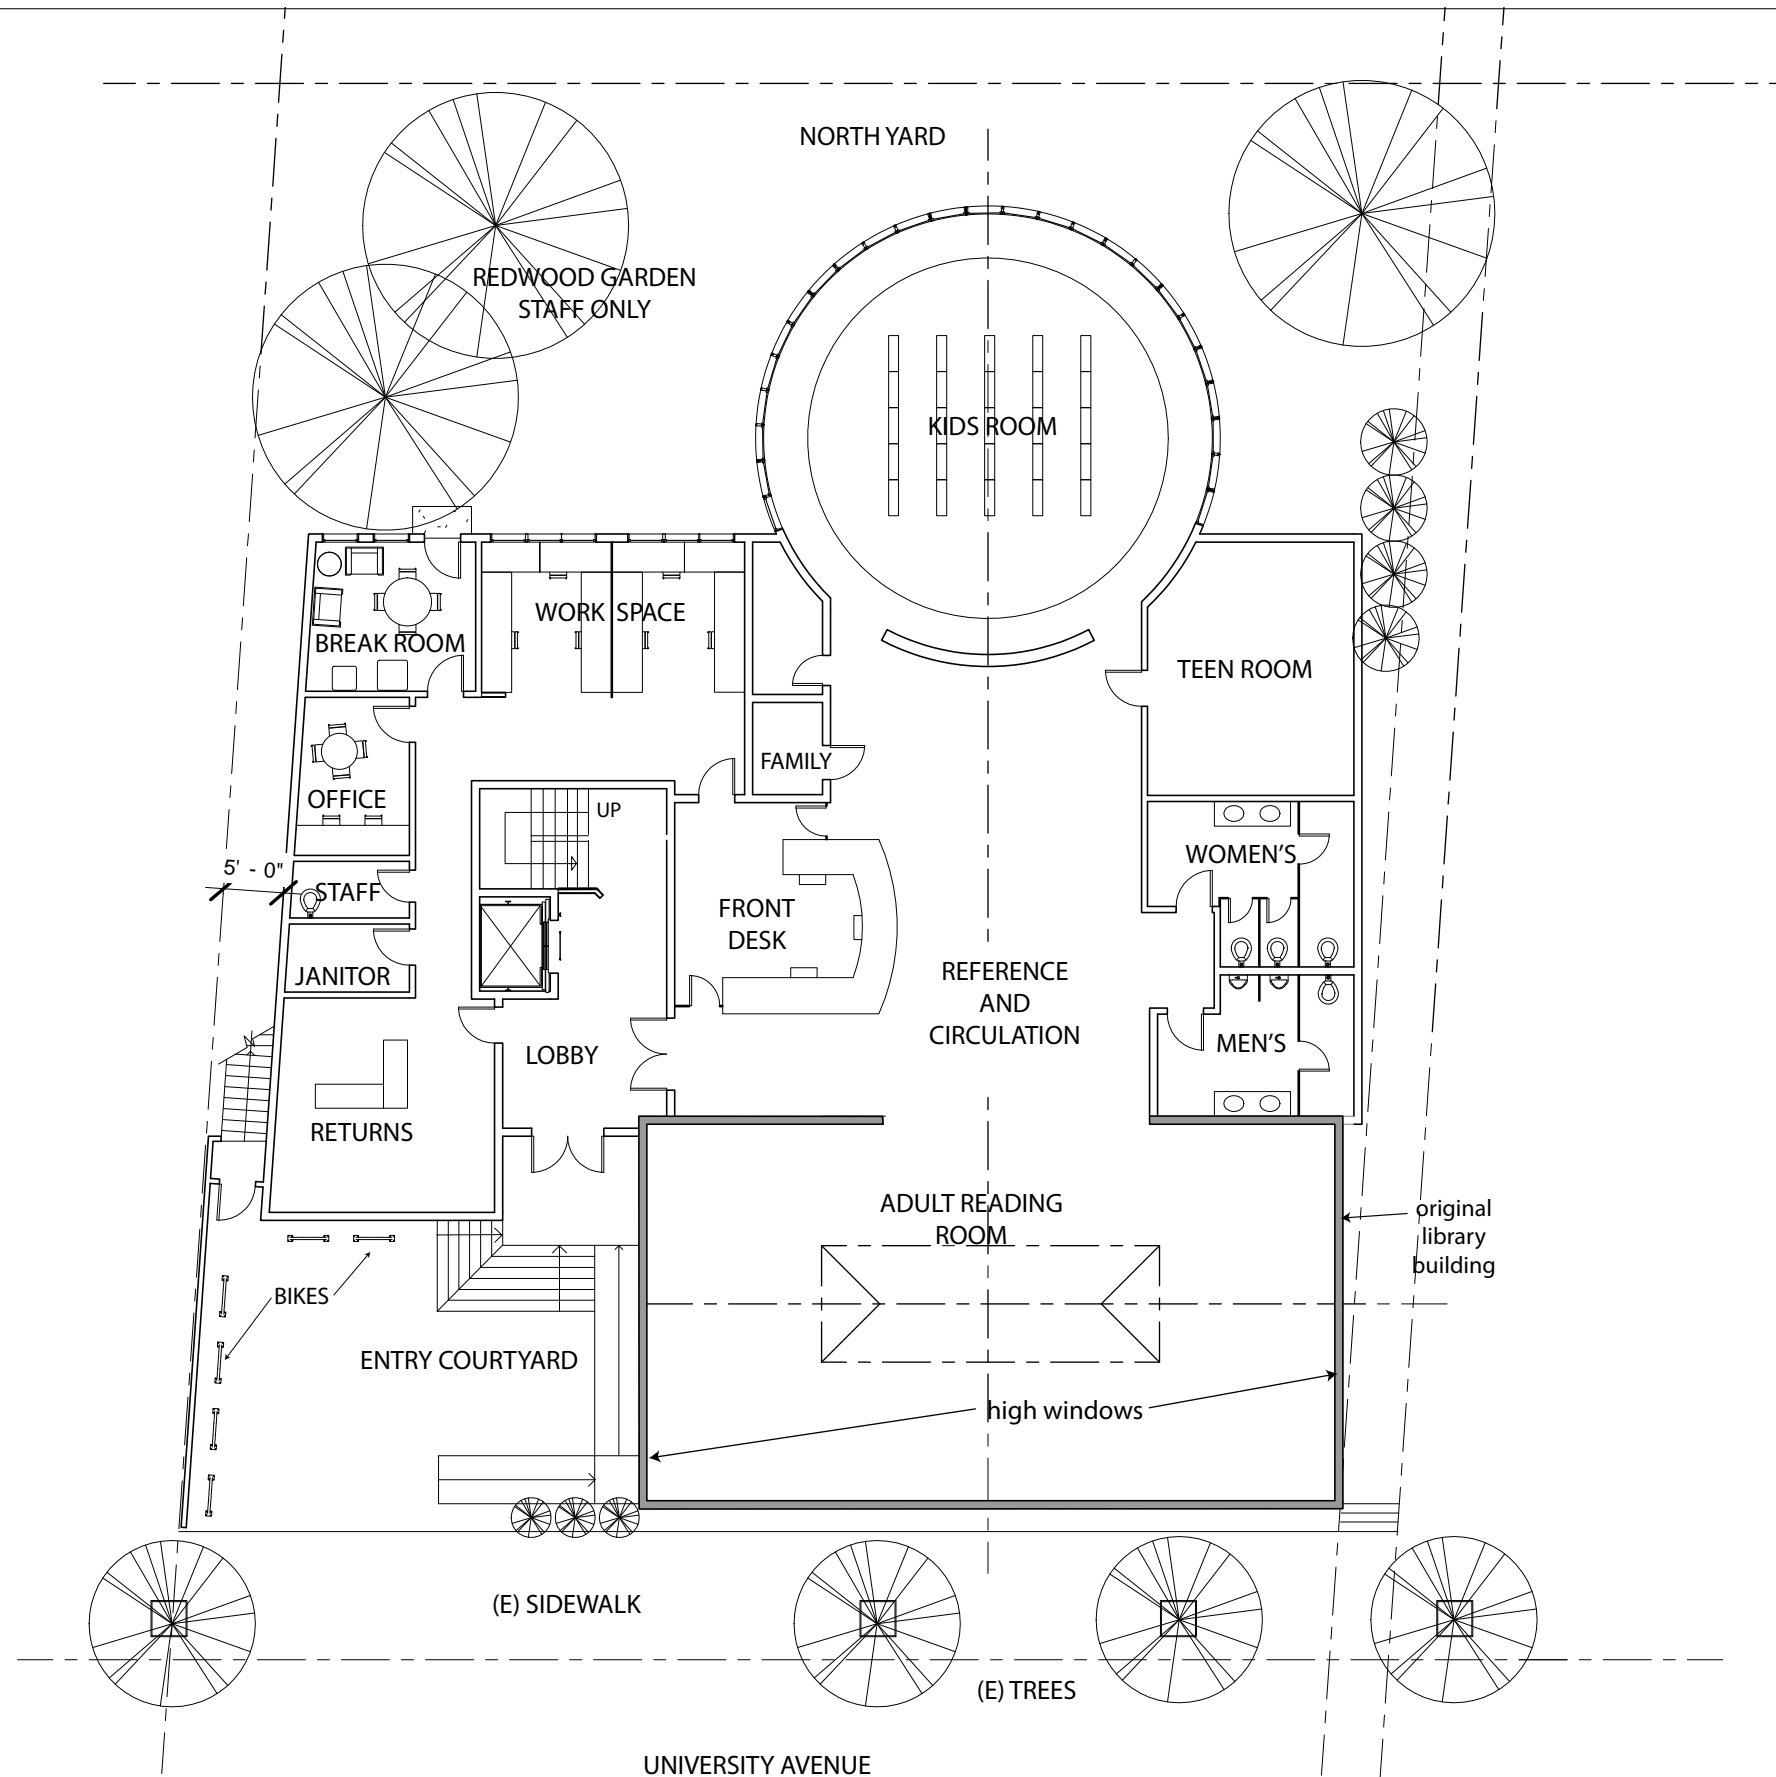 NORTH YARD
REDWOOD GARDEN
STAFF ONLY
KIDS ROOM
WORK SPACE
BREAK ROOM
TEEN ROOM
FAMILY
OFFICE
UP
5' - 0"
STAFF
WOMEN'S
FRONT
DESK
JANITOR
REFERENCE
AND
CIRCULATION
LOBBY
MEN'S
RETURNS
ADULT READING
ROOM
original
library
building
BIKES
ENTRY COURTYARD
high windows
(E) SIDEWALK
(E) TREES
UNIVERSITY AVENUE